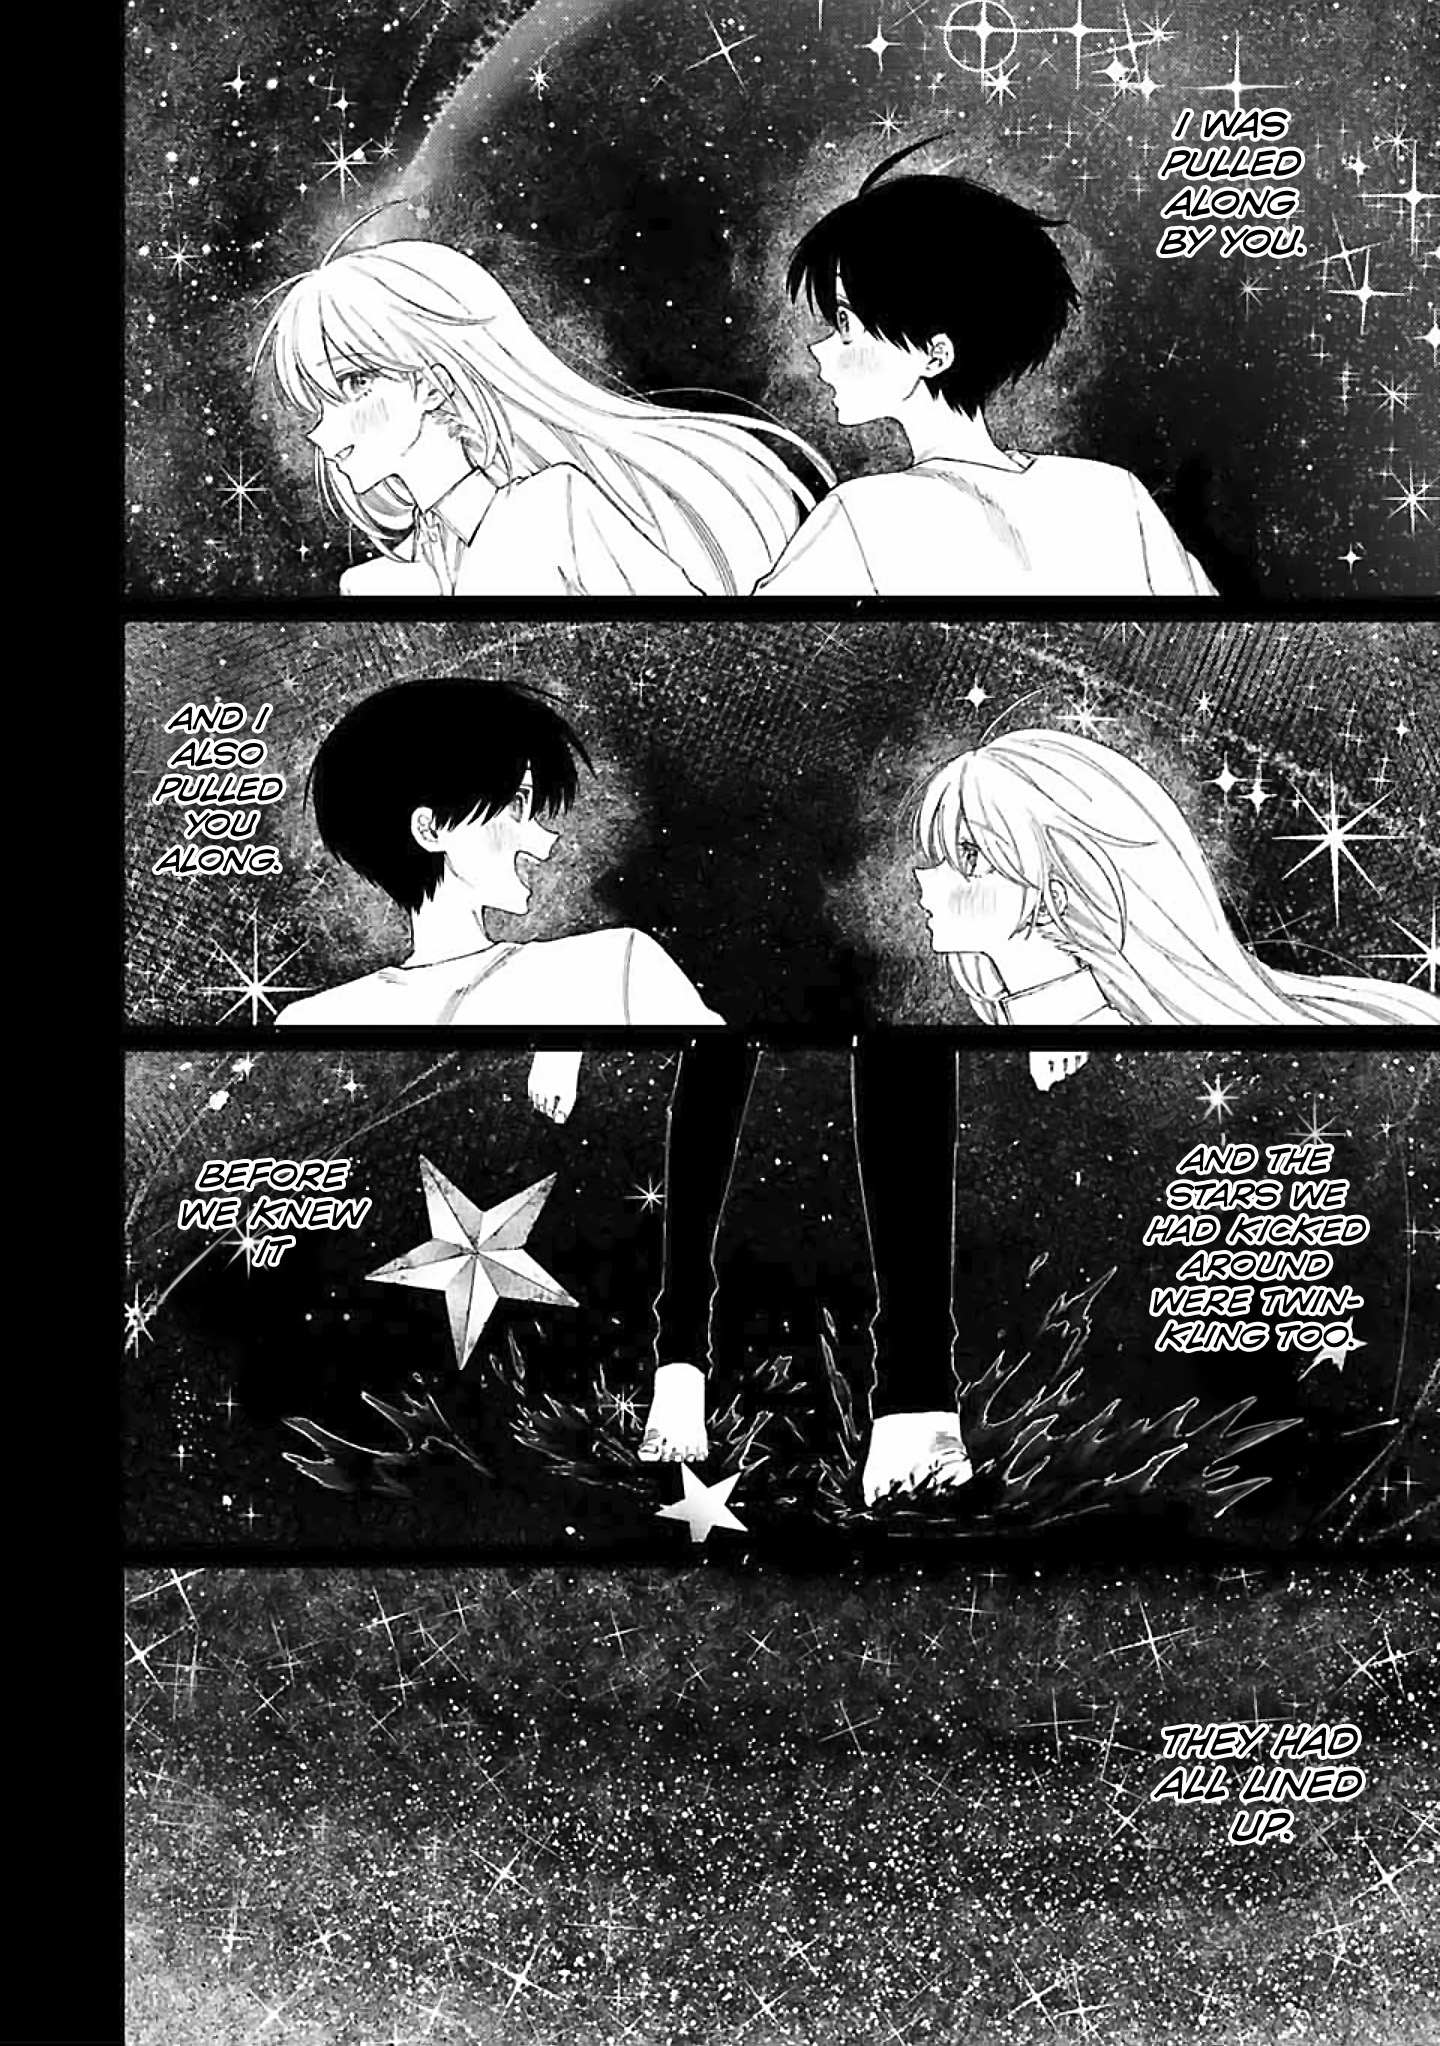 I WAS
PULLED
ALONG
BY YOU.
AND I
ALSO
PULLED
YOU
ALONG.
AND THE
STARS WE
HAD KICKED
AROUND
WERE TWIN-
KLING TOO.
BEFORE
WE KNEW
IT
THEY HAD
ALL LINED
UP.